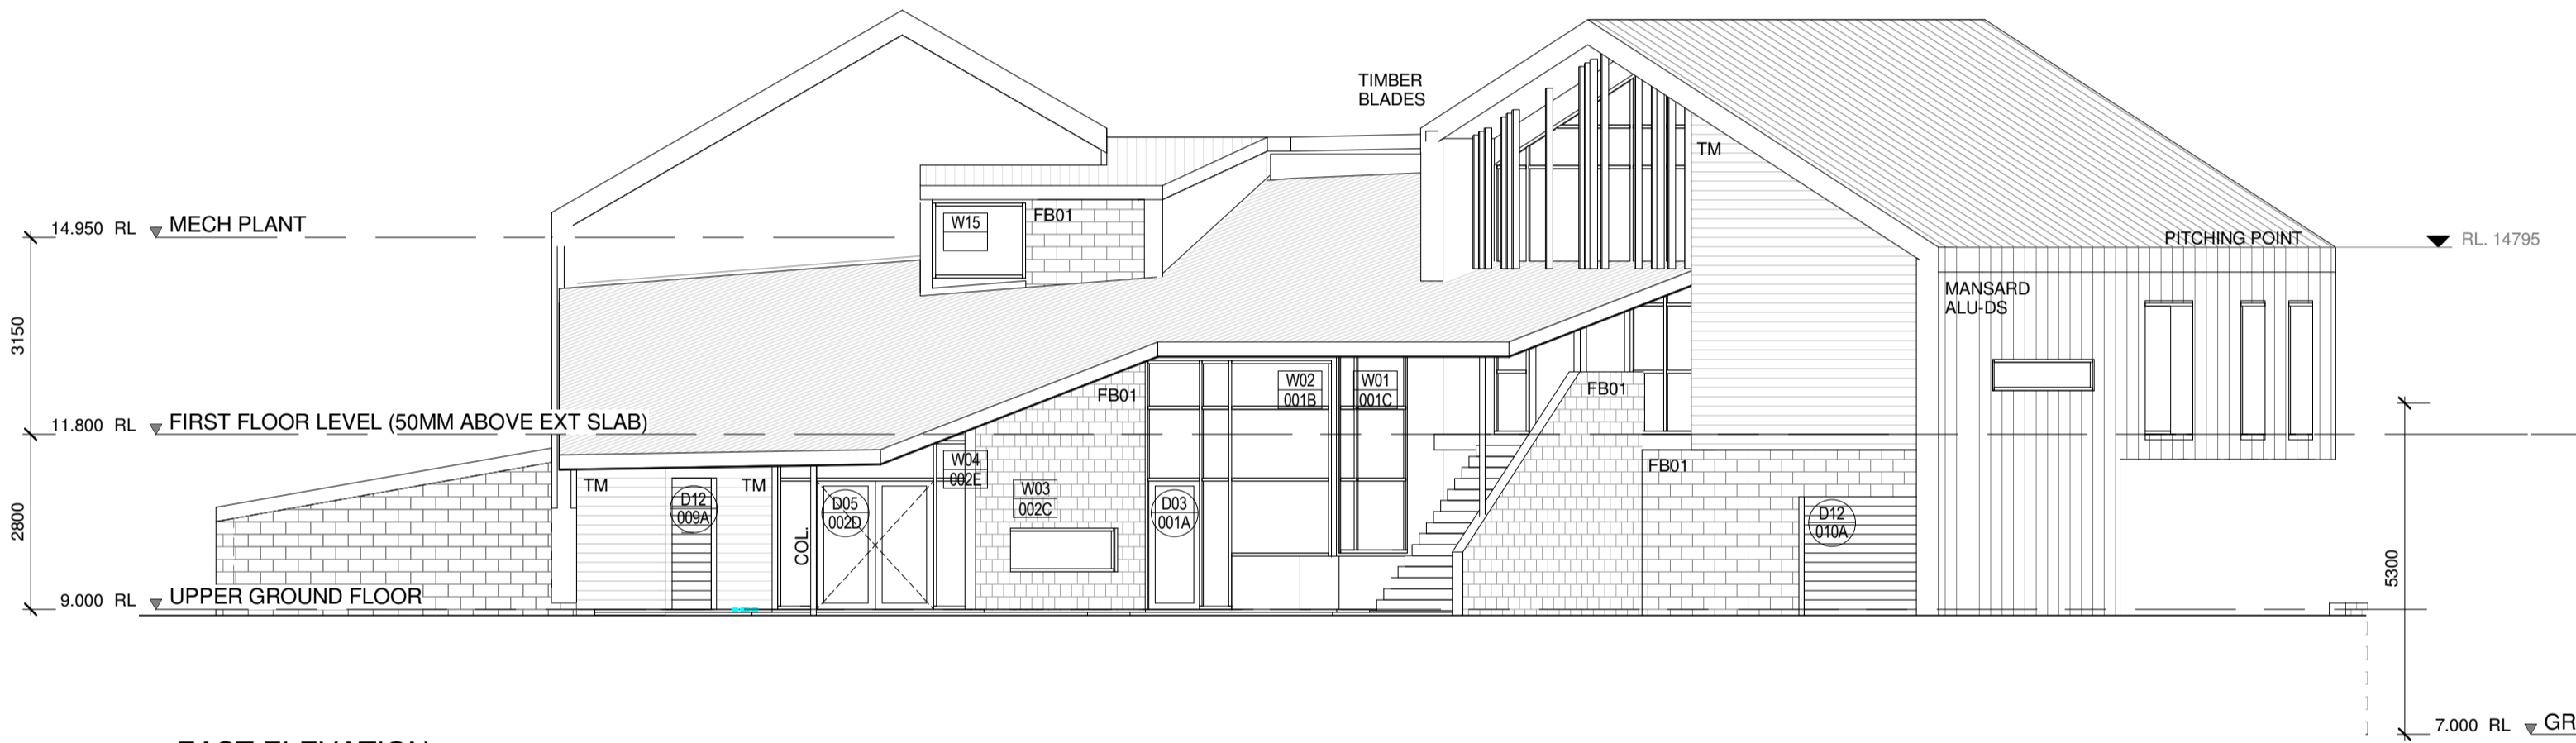 TIMBER
BLADES
TM
14.950 RL MECH PLANT
W15
FB01
PITCHING POINT
RL. 14795
MANSARD
ALU-DS
3150
FB01
W02
001B
W01
001C
FB01
11.800 RL FIRST FLOOR LEVEL (50MM ABOVE EXT SLAB)
W04
002E
FB01
TM
TM
D12
009A
D05
002D
W03
002C
D03
001A
D12
010A
2800
COL.
5300
9.000 RL UPPER GROUND FLOOR
7.000 RL GR
EAST ELEVATION